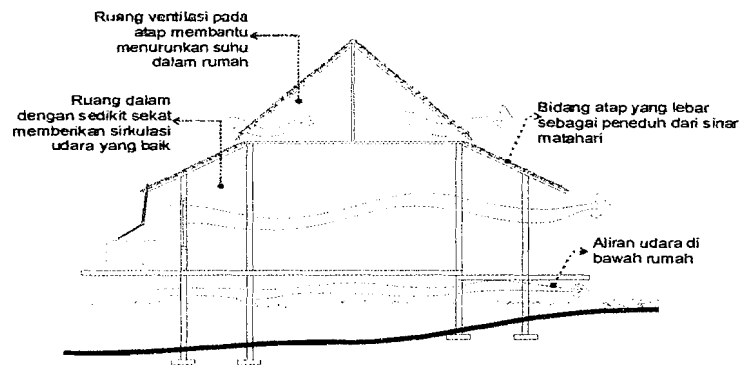 Ruang ventilasi pada
atap membantu
menurunkan suhu
dalam rumah
Ruang dalam
dengan sedikit sekat
memberikan sirkulasi
udara yang baik
Bidang atap yang lebar
sebagai peneduh dari sinar
matahari
Aliran udara di
bawah rumah